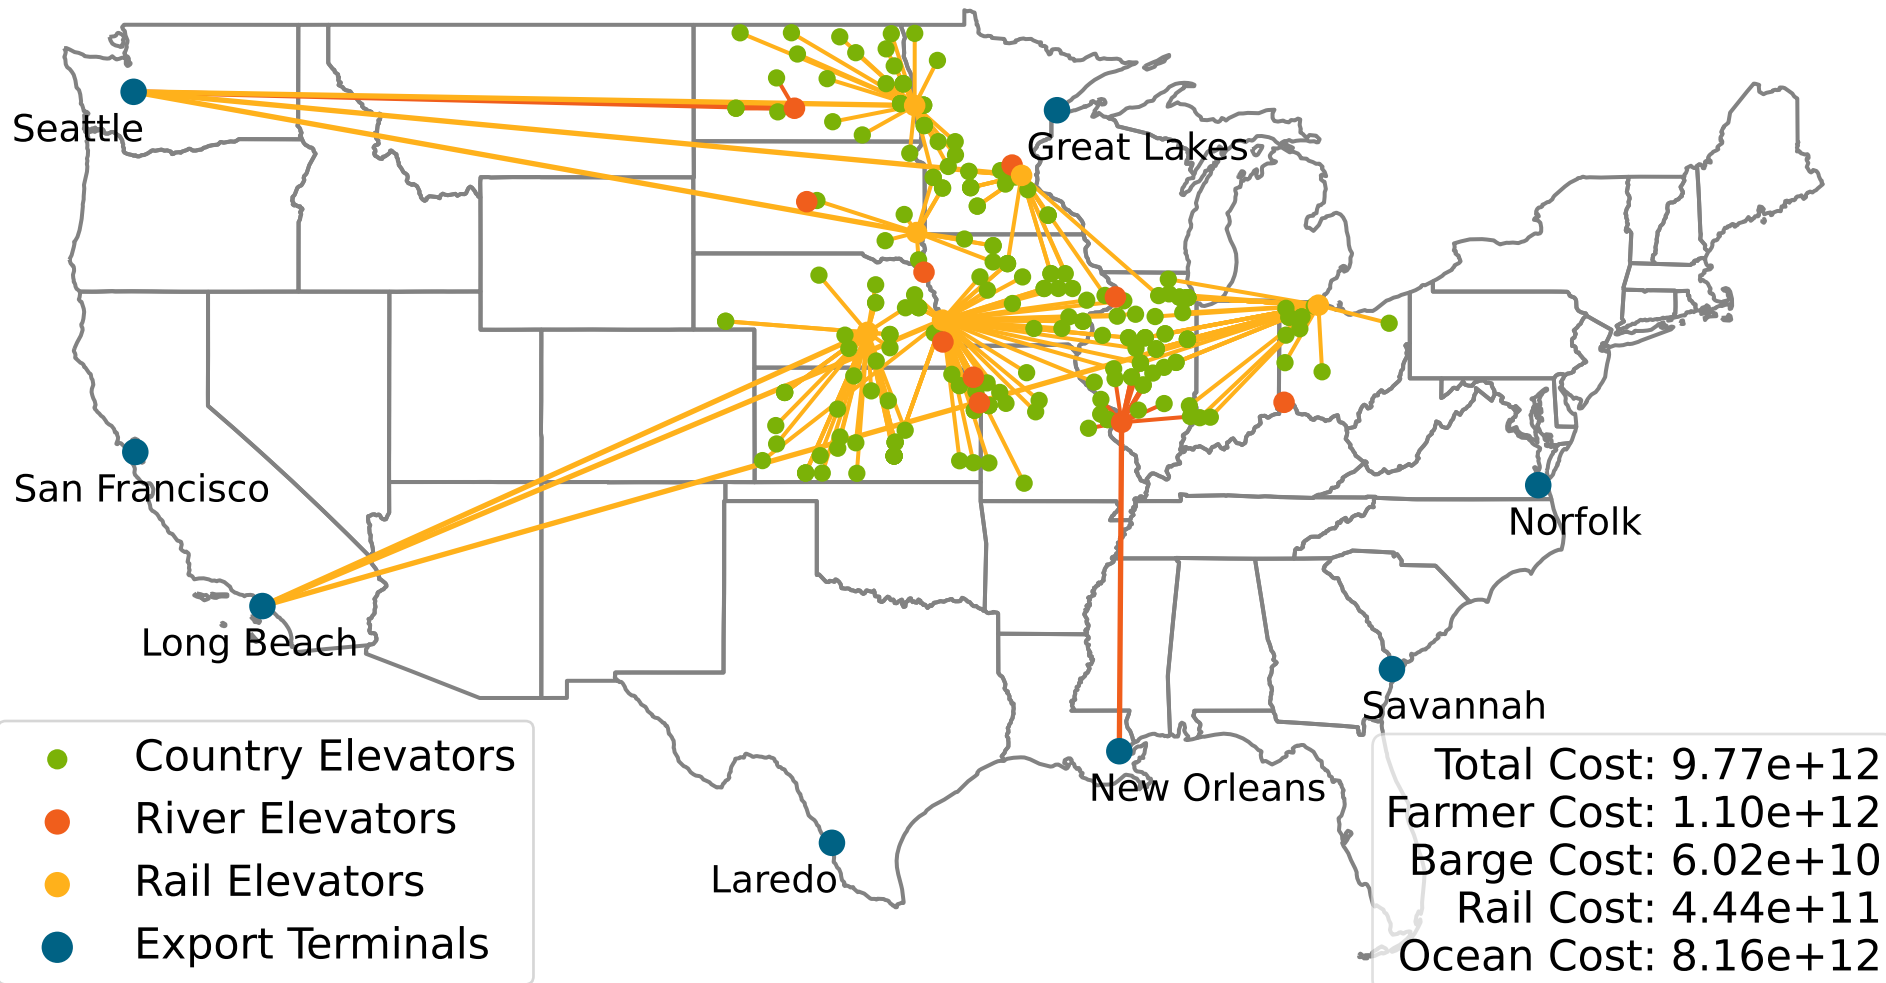 Seattle
Great Lakes
San Francisco
Norfolk
Long Beach
Savannah
New Orleans
Laredo
Country Elevators
River Elevators
Rail Elevators
Export Terminals
Total Cost: 9.77e+12
Farmer Cost: 1.10e+12
Barge Cost: 6.02e+10
Rail Cost: 4.44e+11
Ocean Cost: 8.16e+12